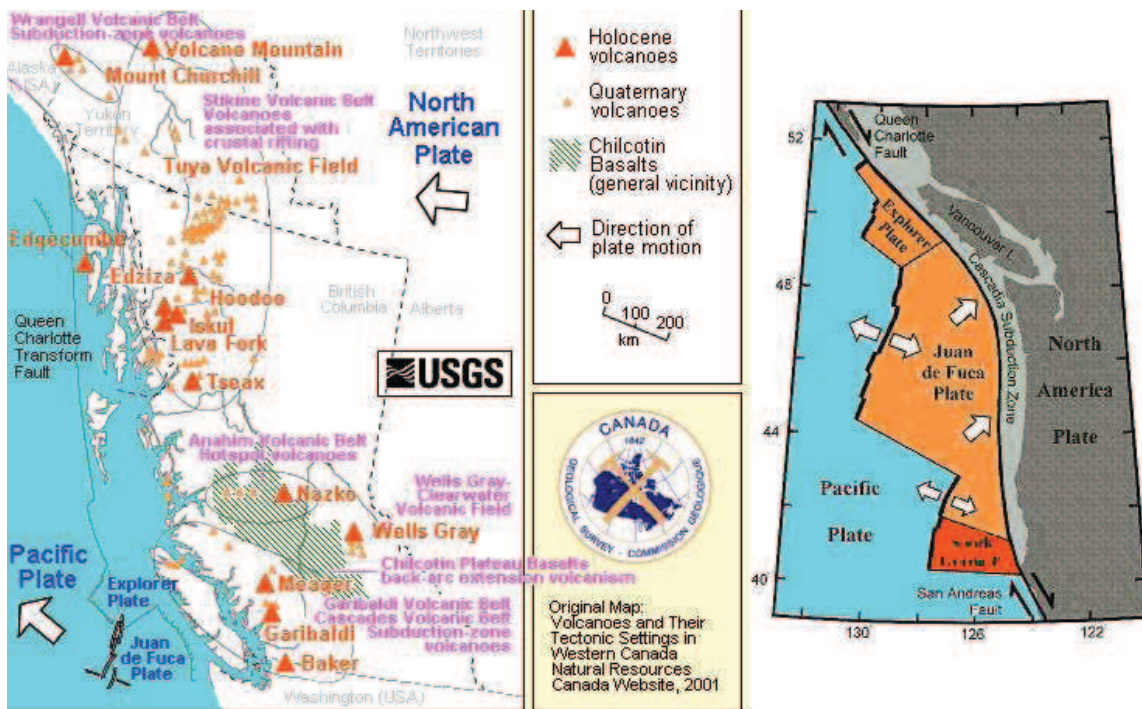 Wrangell Volcanic Belt
Subduction-zone volcanoes
Volcano Mountain
Northwest
Territories
Alaska
(USA)
Mount Churchill
Yukon
Territory
Stikine Volcanic Belt
Volcanoes
associated with
crustal rifting
North
American
Plate
Tuya Volcanic Field
Edgecumbe
Edziza
Hoodoo
British
Columbia
Alberta
Iskut
Lava Fork
Queen
Charlotte
Transform
Fault
Tseax
USGS
Anahim Volcanic Belt
Hotspot volcanoes
Nazko
Wells Gray-
Clearwater
Volcanic Field
Wells Gray
Pacific
Plate
Chilcotin Plateau Basalts
back-arc extension volcanism
Explorer
Plate
Meager
Garibaldi Volcanic Belt
Cascades Volcanic Belt
Subduction-zone
volcanoes
Garibaldi
Juan
de Fuca
Plate
Baker
Washington (USA)
Holocene
volcanoes
Quaternary
volcanoes
Chilcotin
Basalts
(general vicinity)
Direction of
plate motion
0
100
200
km
CANADA
1842
GEOLOGICAL SURVEY - COMMISSION GEOLOGIQUE
Original Map:
Volcanoes and Their
Tectonic Settings in
Western Canada
Natural Resources
Canada Website, 2001
52
Queen
Charlotte
Fault
Explorer
Plate
Vancouver I.
Cascadia Subduction Zone
48
Juan
de Fuca
Plate
North
America
Plate
44
Pacific
Plate
South
40
San Andreas
Fault
130
126
122